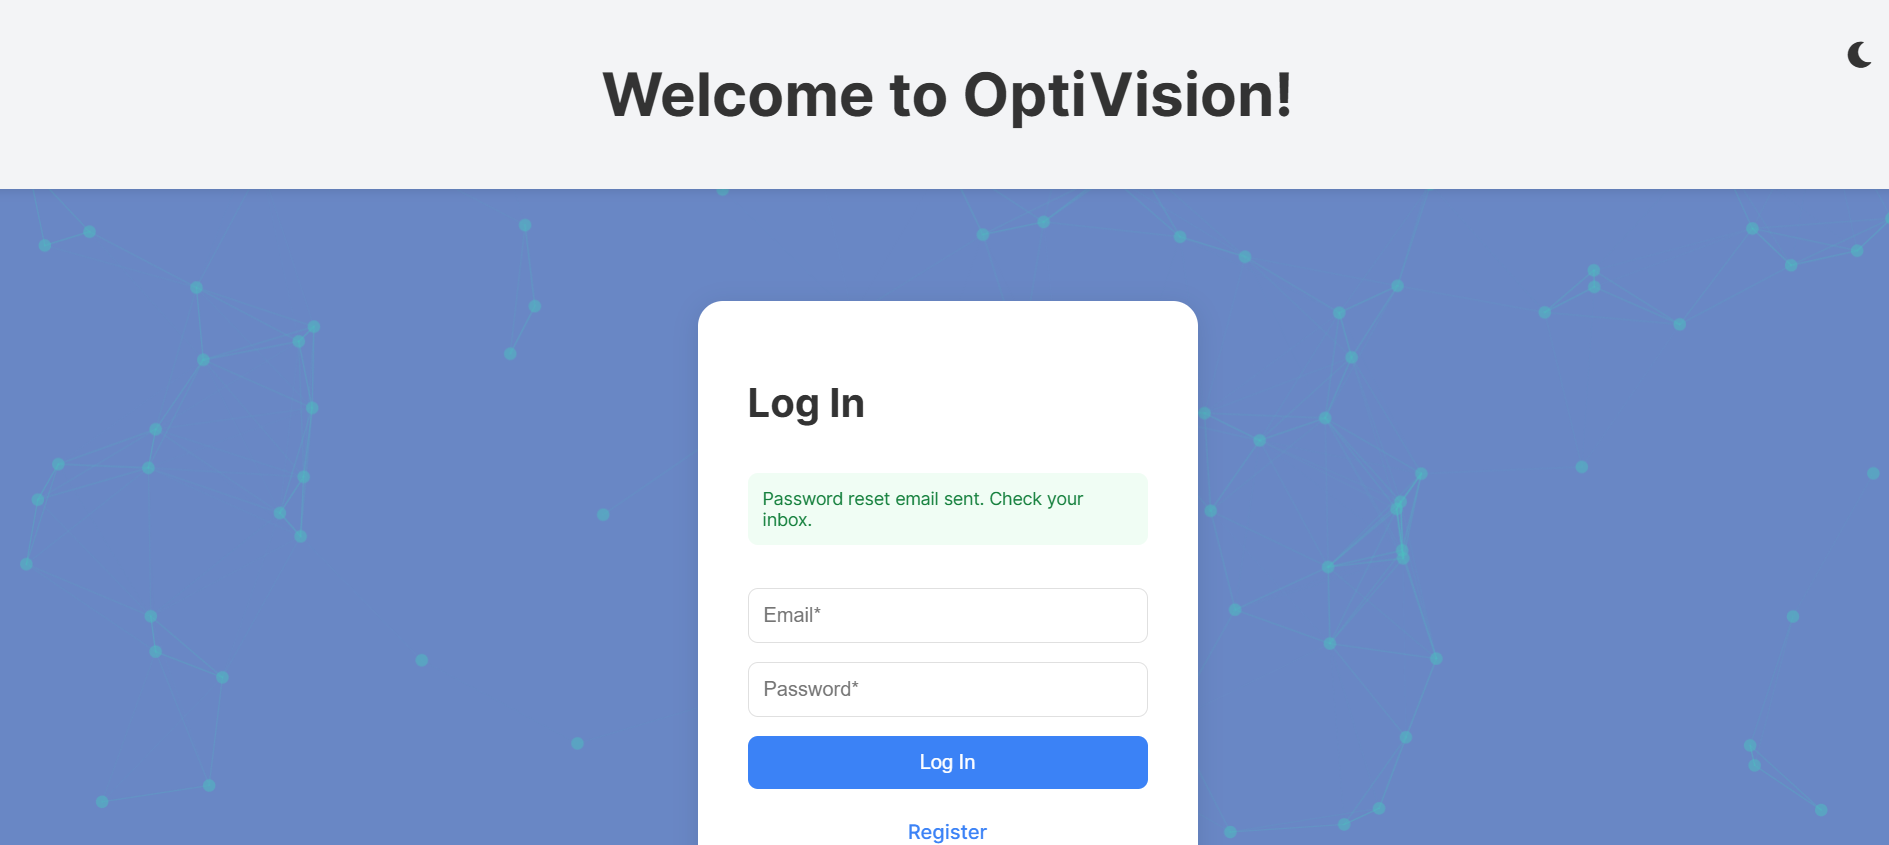 Welcome to OptiVision!
Log In
Password reset email sent. Check your
inbox.
Email*
Password*
Log In
Register